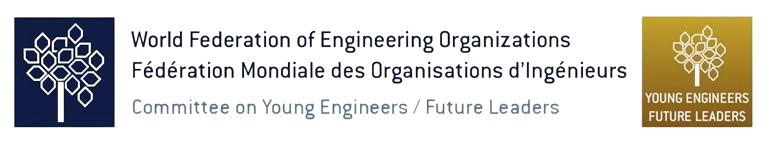 World Federation of Engineering Organizations
Fédération Mondiale des Organisations d'Ingénieurs
Committee on Young Engineers / Future Leaders
YOUNG ENGINEERS
FUTURE LEADERS